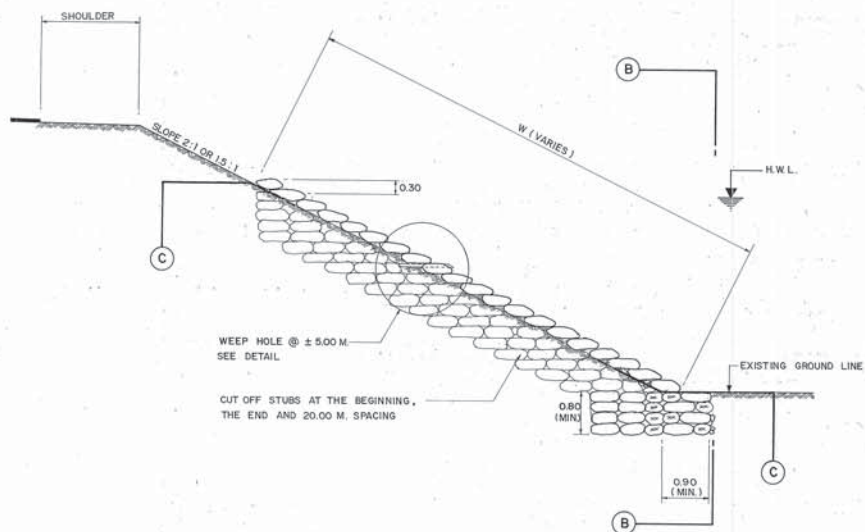 SHOULDER
B
SLOPE 2:1 OR 1.5:1
W (VARIES)
H.W.L.
0.30
C
WEEP HOLE @ ± 5.00 M.
SEE DETAIL
EXISTING GROUND LINE
CUT OFF STUBS AT THE BEGINNING,
THE END AND 20.00 M. SPACING
0.80
(MIN.)
C
0.90
(MIN.)
B